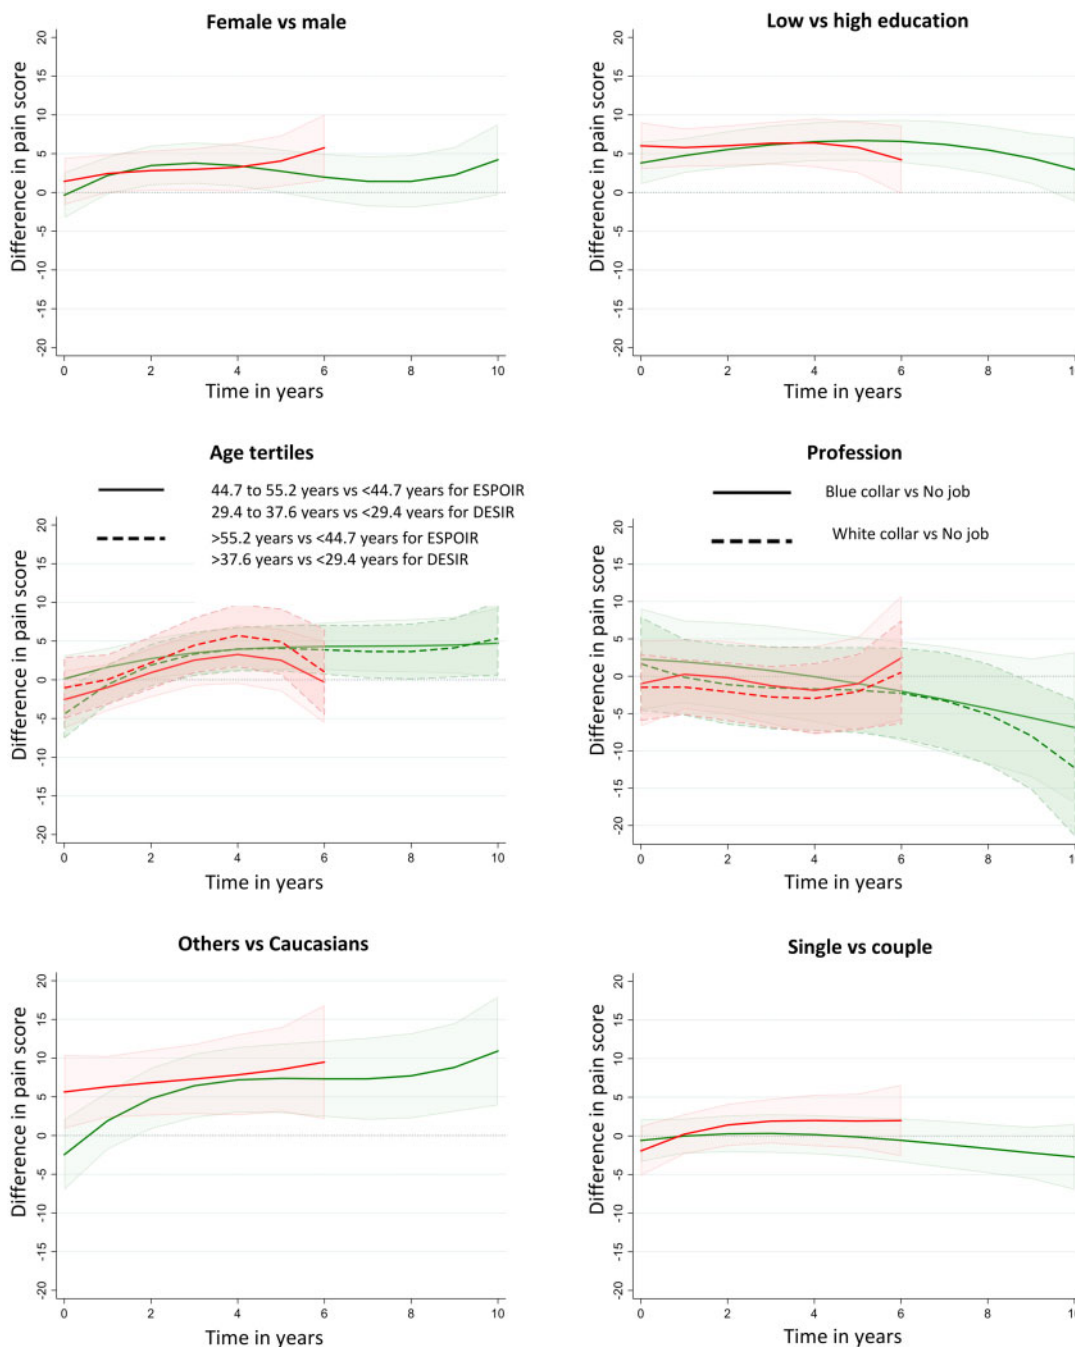 Female vs male
Difference in pain score
20
15
10
5
0
-5
-10
-15
-20
0 2 4 6 8 10
Time in years
Low vs high education
Difference in pain score
20
15
10
5
0
-5
-10
-15
-20
0 2 4 6 8 10
Time in years
Age tertiles
44.7 to 55.2 years vs <44.7 years for ESPOIR
29.4 to 37.6 years vs <29.4 years for DESIR
>55.2 years vs <44.7 years for ESPOIR
>37.6 years vs <29.4 years for DESIR
Difference in pain score
20
15
10
5
0
-5
-10
-15
-20
0 2 4 6 8 10
Time in years
Profession
Blue collar vs No job
White collar vs No job
Difference in pain score
20
15
10
5
0
-5
-10
-15
-20
0 2 4 6 8 10
Time in years
Others vs Caucasians
Difference in pain score
20
15
10
5
0
-5
-10
-15
-20
0 2 4 6 8 10
Time in years
Single vs couple
Difference in pain score
20
15
10
5
0
-5
-10
-15
-20
0 2 4 6 8 10
Time in years